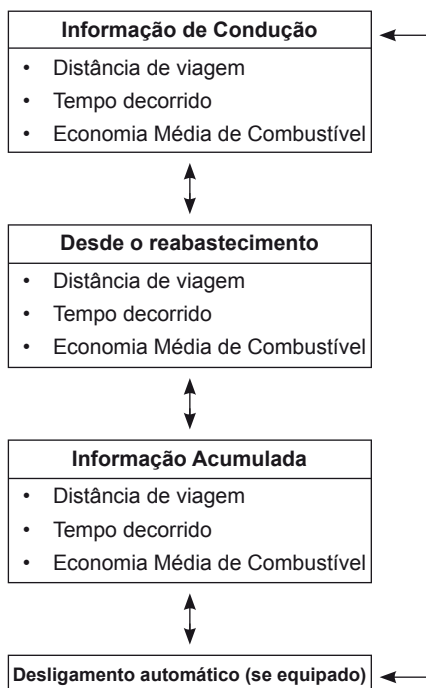 Informação de Condução
• Distância de viagem
• Tempo decorrido
• Economia Média de Combustível
Desde o reabastecimento
• Distância de viagem
• Tempo decorrido
• Economia Média de Combustível
Informação Acumulada
• Distância de viagem
• Tempo decorrido
• Economia Média de Combustível
Desligamento automático (se equipado)